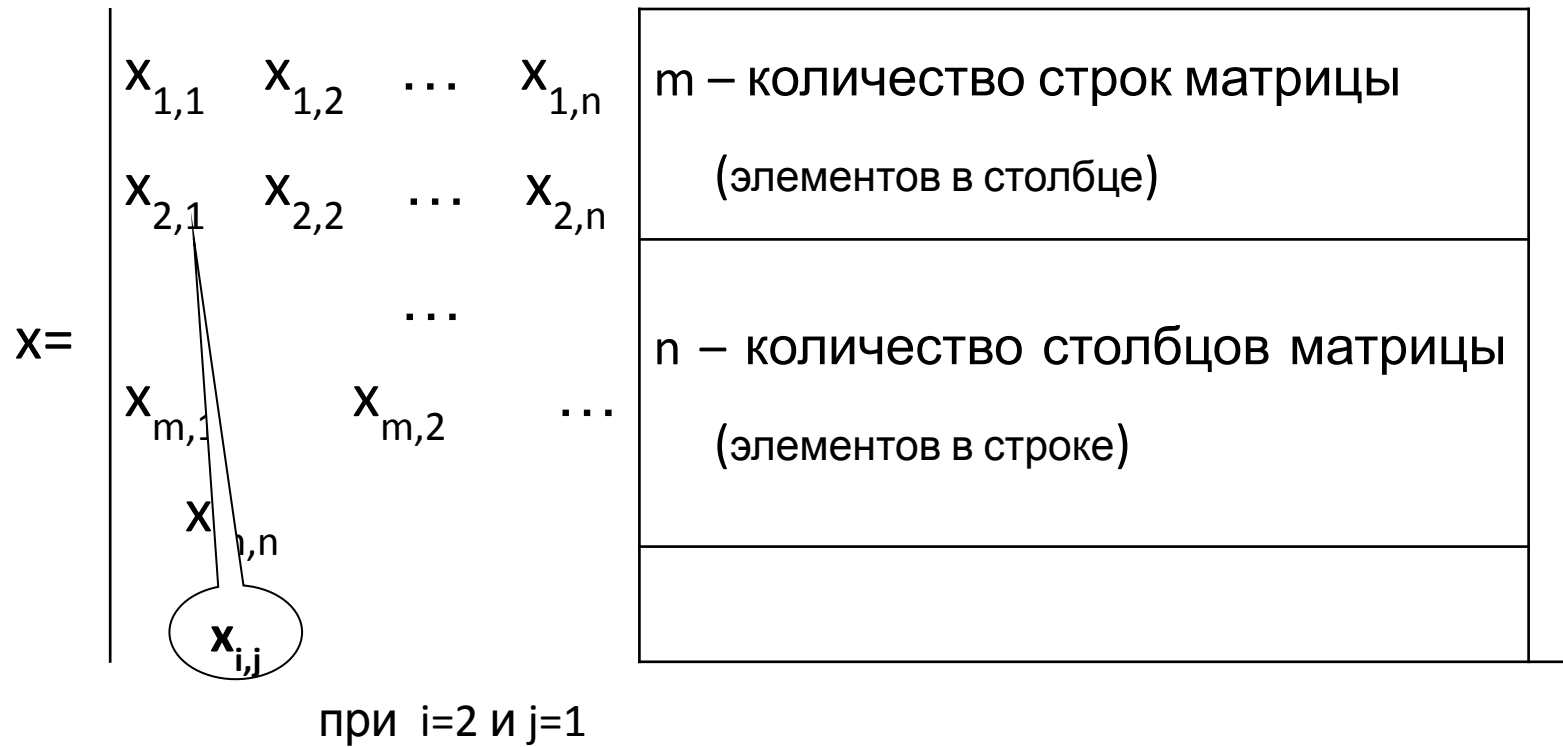 x1,1 x1,2 … x1,n
x2,1 x2,2 … x2,n
…
x=
xm,1 xm,2 …
x ,n
xi,j
при i=2 и j=1
m – количество строк матрицы
(элементов в столбце)
n – количество столбцов матрицы
(элементов в строке)